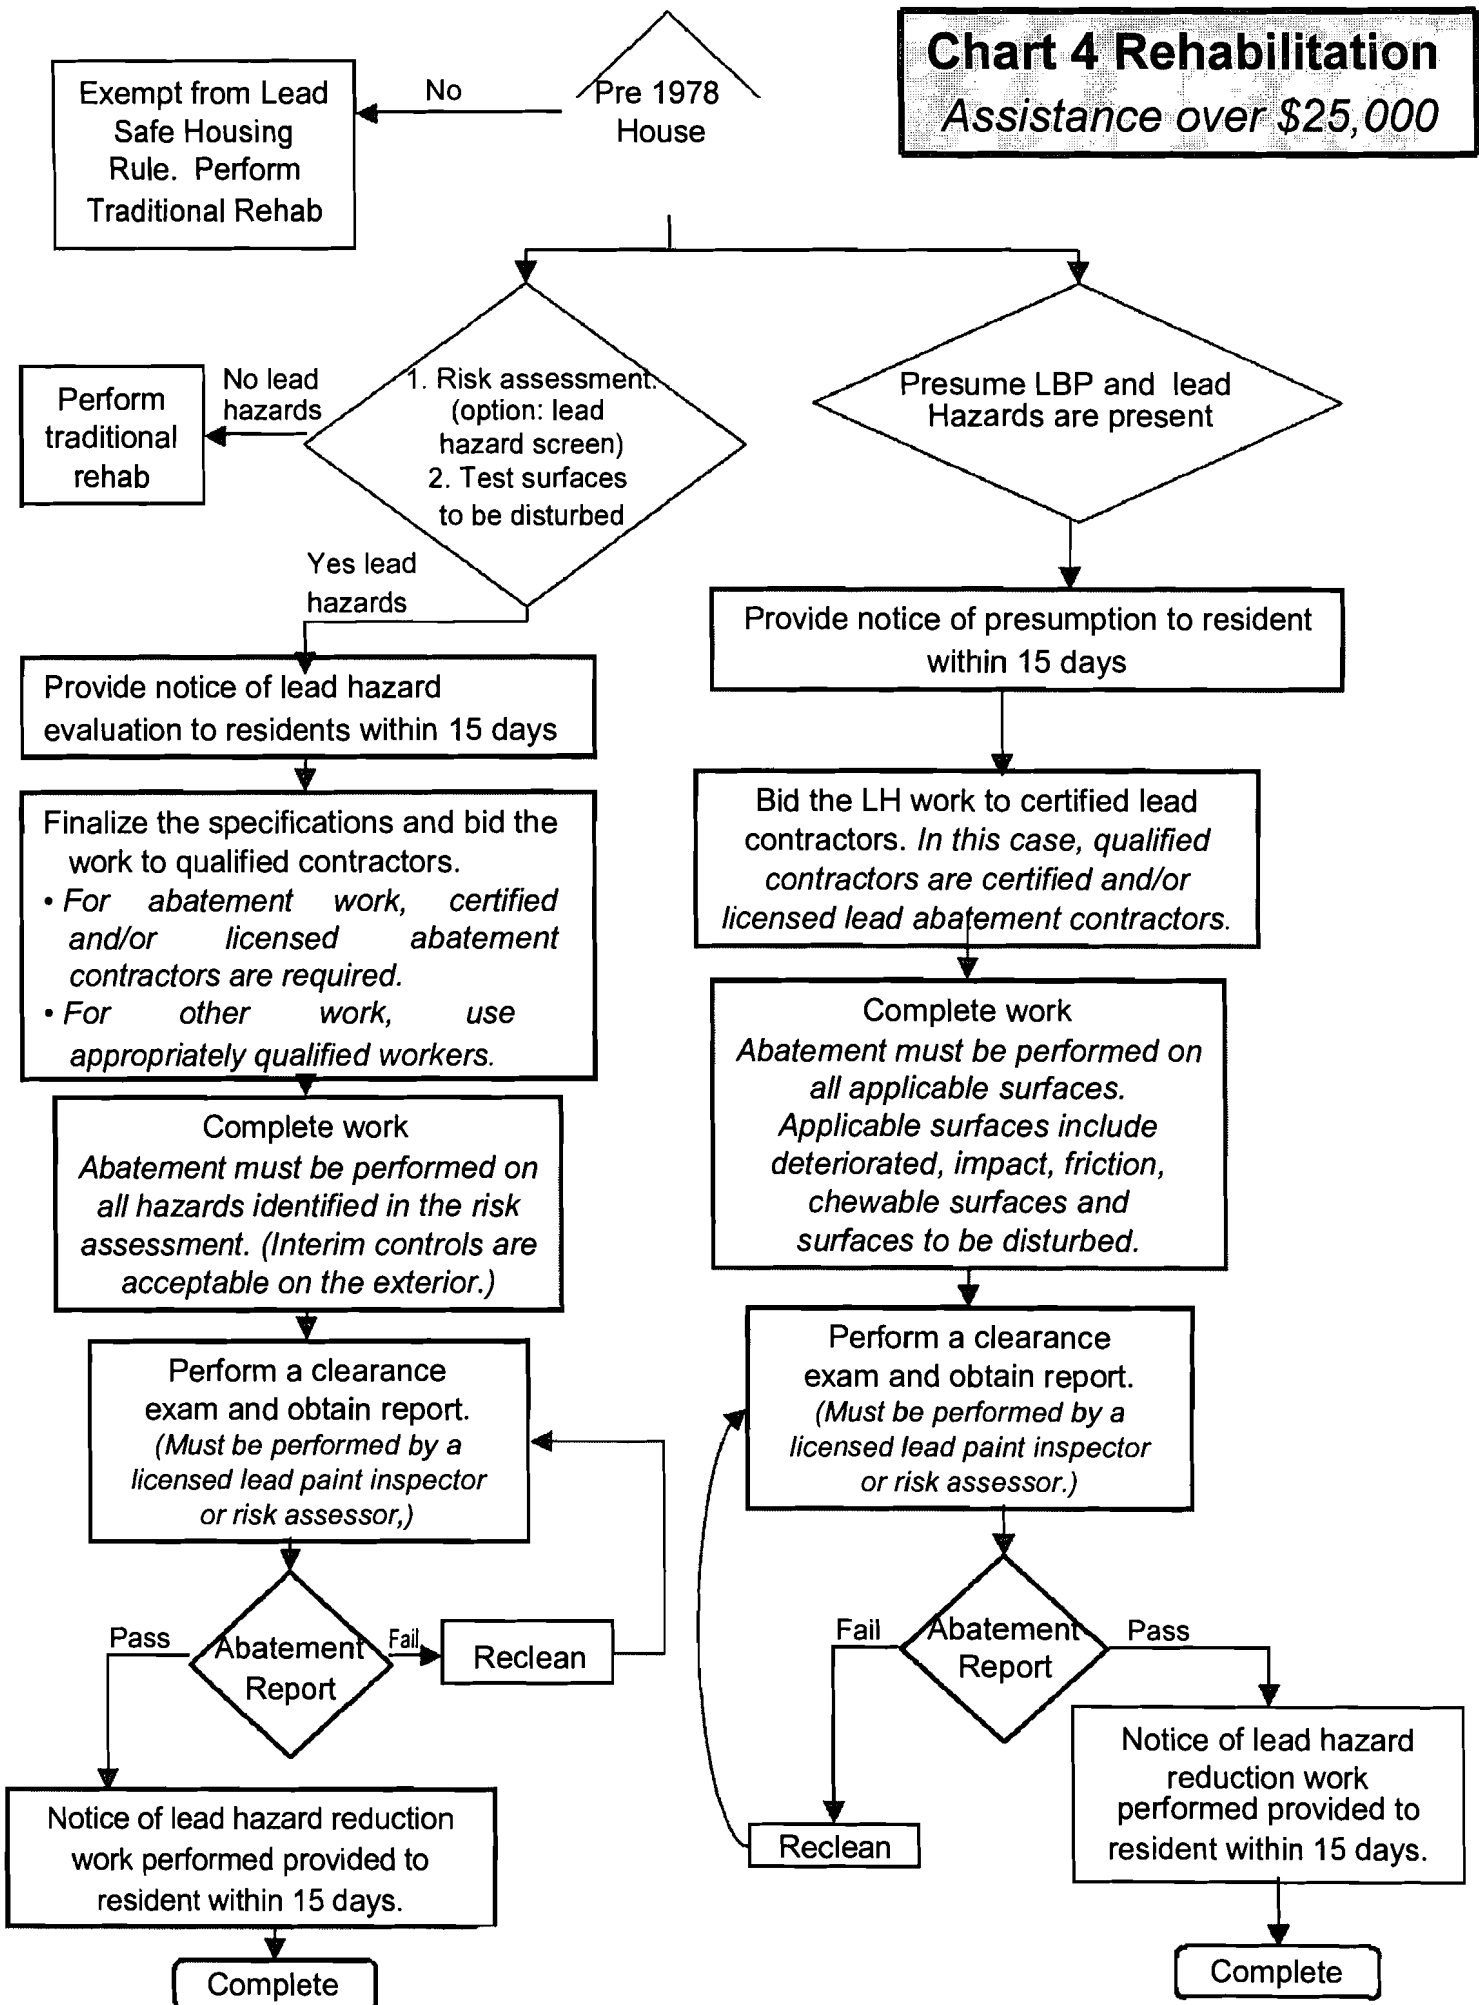 Chart 4 Rehabilitation
Assistance over $25,000
Pre 1978
House
No
Exempt from Lead
Safe Housing
Rule. Perform
Traditional Rehab
1. Risk assessment.
(option: lead
hazard screen)
2. Test surfaces
to be disturbed
No lead
hazards
Perform
traditional
rehab
Yes lead
hazards
Provide notice of lead hazard
evaluation to residents within 15 days
Finalize the specifications and bid the
work to qualified contractors.
• For abatement work, certified
and/or licensed abatement
contractors are required.
• For other work, use
appropriately qualified workers.
Complete work
Abatement must be performed on
all hazards identified in the risk
assessment. (Interim controls are
acceptable on the exterior.)
Perform a clearance
exam and obtain report.
(Must be performed by a
licensed lead paint inspector
or risk assessor,)
Abatement
Report
Pass
Fail
Reclean
Notice of lead hazard reduction
work performed provided to
resident within 15 days.
Complete
Presume LBP and lead
Hazards are present
Provide notice of presumption to resident
within 15 days
Bid the LH work to certified lead
contractors. In this case, qualified
contractors are certified and/or
licensed lead abatement contractors.
Complete work
Abatement must be performed on
all applicable surfaces.
Applicable surfaces include
deteriorated, impact, friction,
chewable surfaces and
surfaces to be disturbed.
Perform a clearance
exam and obtain report.
(Must be performed by a
licensed lead paint inspector
or risk assessor.)
Abatement
Report
Fail
Pass
Reclean
Notice of lead hazard
reduction work
performed provided to
resident within 15 days.
Complete